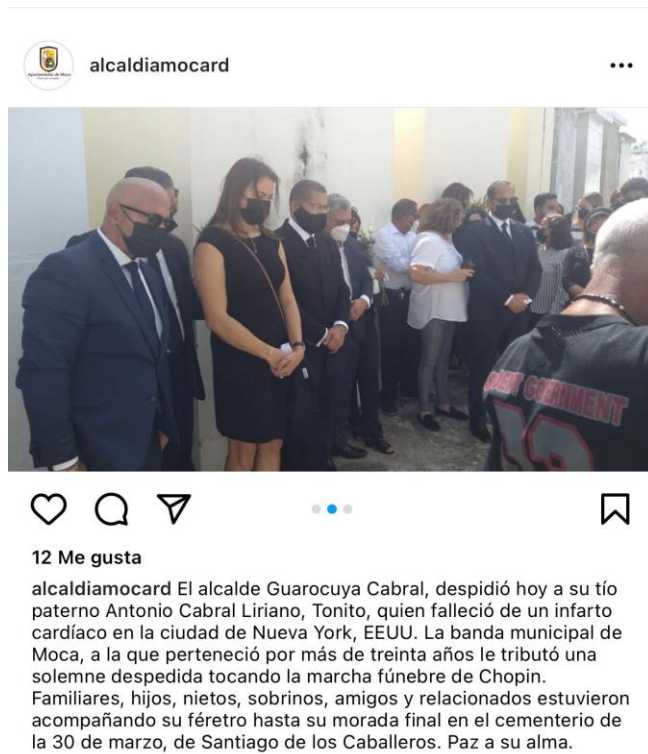 alcaldiamocard
GOVERNMENT
13
12 Me gusta
alcaldiamocard El alcalde Guarocuya Cabral, despidió hoy a su tío
paterno Antonio Cabral Liriano, Tonito, quien falleció de un infarto
cardíaco en la ciudad de Nueva York, EEUU. La banda municipal de
Moca, a la que perteneció por más de treinta años le tributó una
solemne despedida tocando la marcha fúnebre de Chopin.
Familiares, hijos, nietos, sobrinos, amigos y relacionados estuvieron
acompañando su féretro hasta su morada final en el cementerio de
la 30 de marzo, de Santiago de los Caballeros. Paz a su alma.